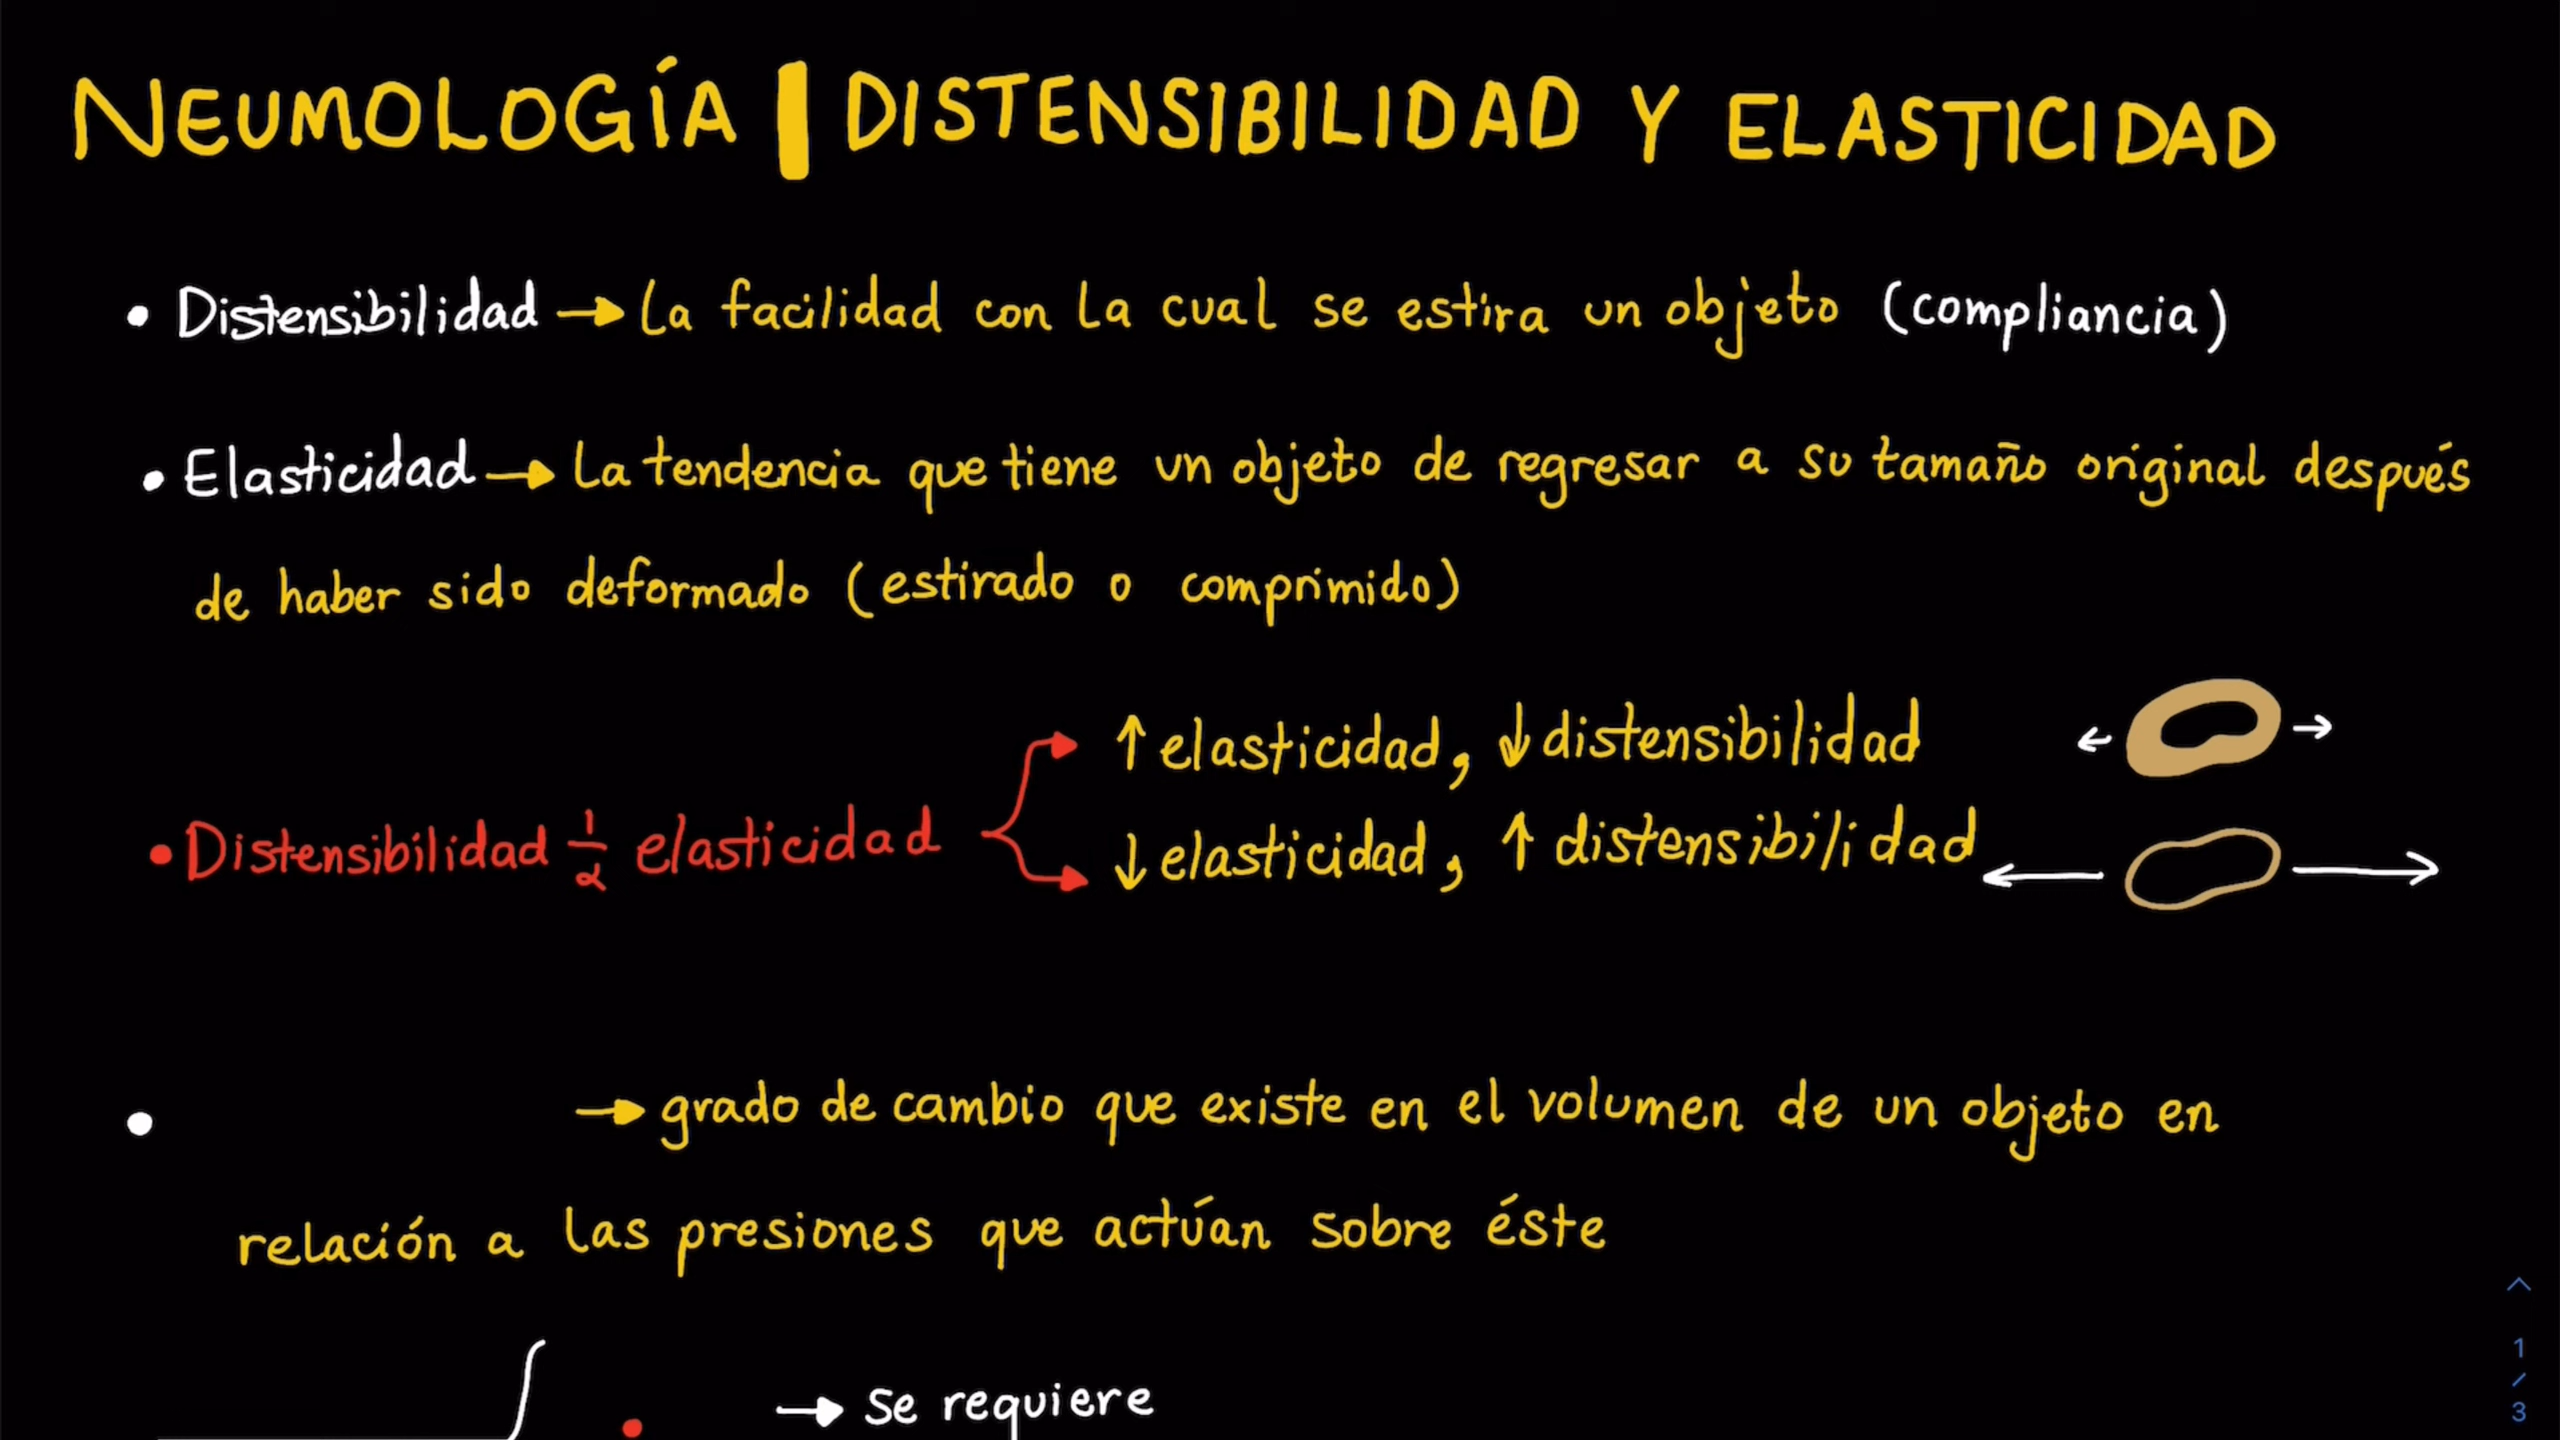 NEUMOLOGÍA | DISTENSIBILIDAD Y ELASTICIDAD
• Distensibilidad → La facilidad con la cual se estira un objeto (compliancia)
• Elasticidad → La tendencia que tiene un objeto de regresar a su tamaño original después
de haber sido deformado (estirado o comprimido)
↑ elasticidad, ↓ distensibilidad
• Distensibilidad 1/α elasticidad
↓ elasticidad, ↑ distensibilidad
• → grado de cambio que existe en el volumen de un objeto en
relación a las presiones que actúan sobre éste
→ Se requiere
1
/
3